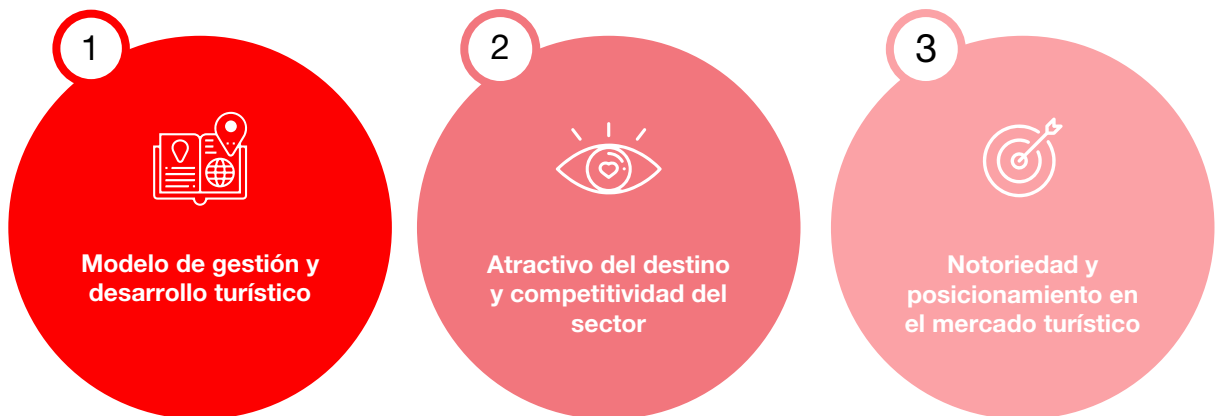 1
Modelo de gestión y
desarrollo turístico
2
Atractivo del destino
y competitividad del
sector
3
Notoriedad y
posicionamiento en
el mercado turístico